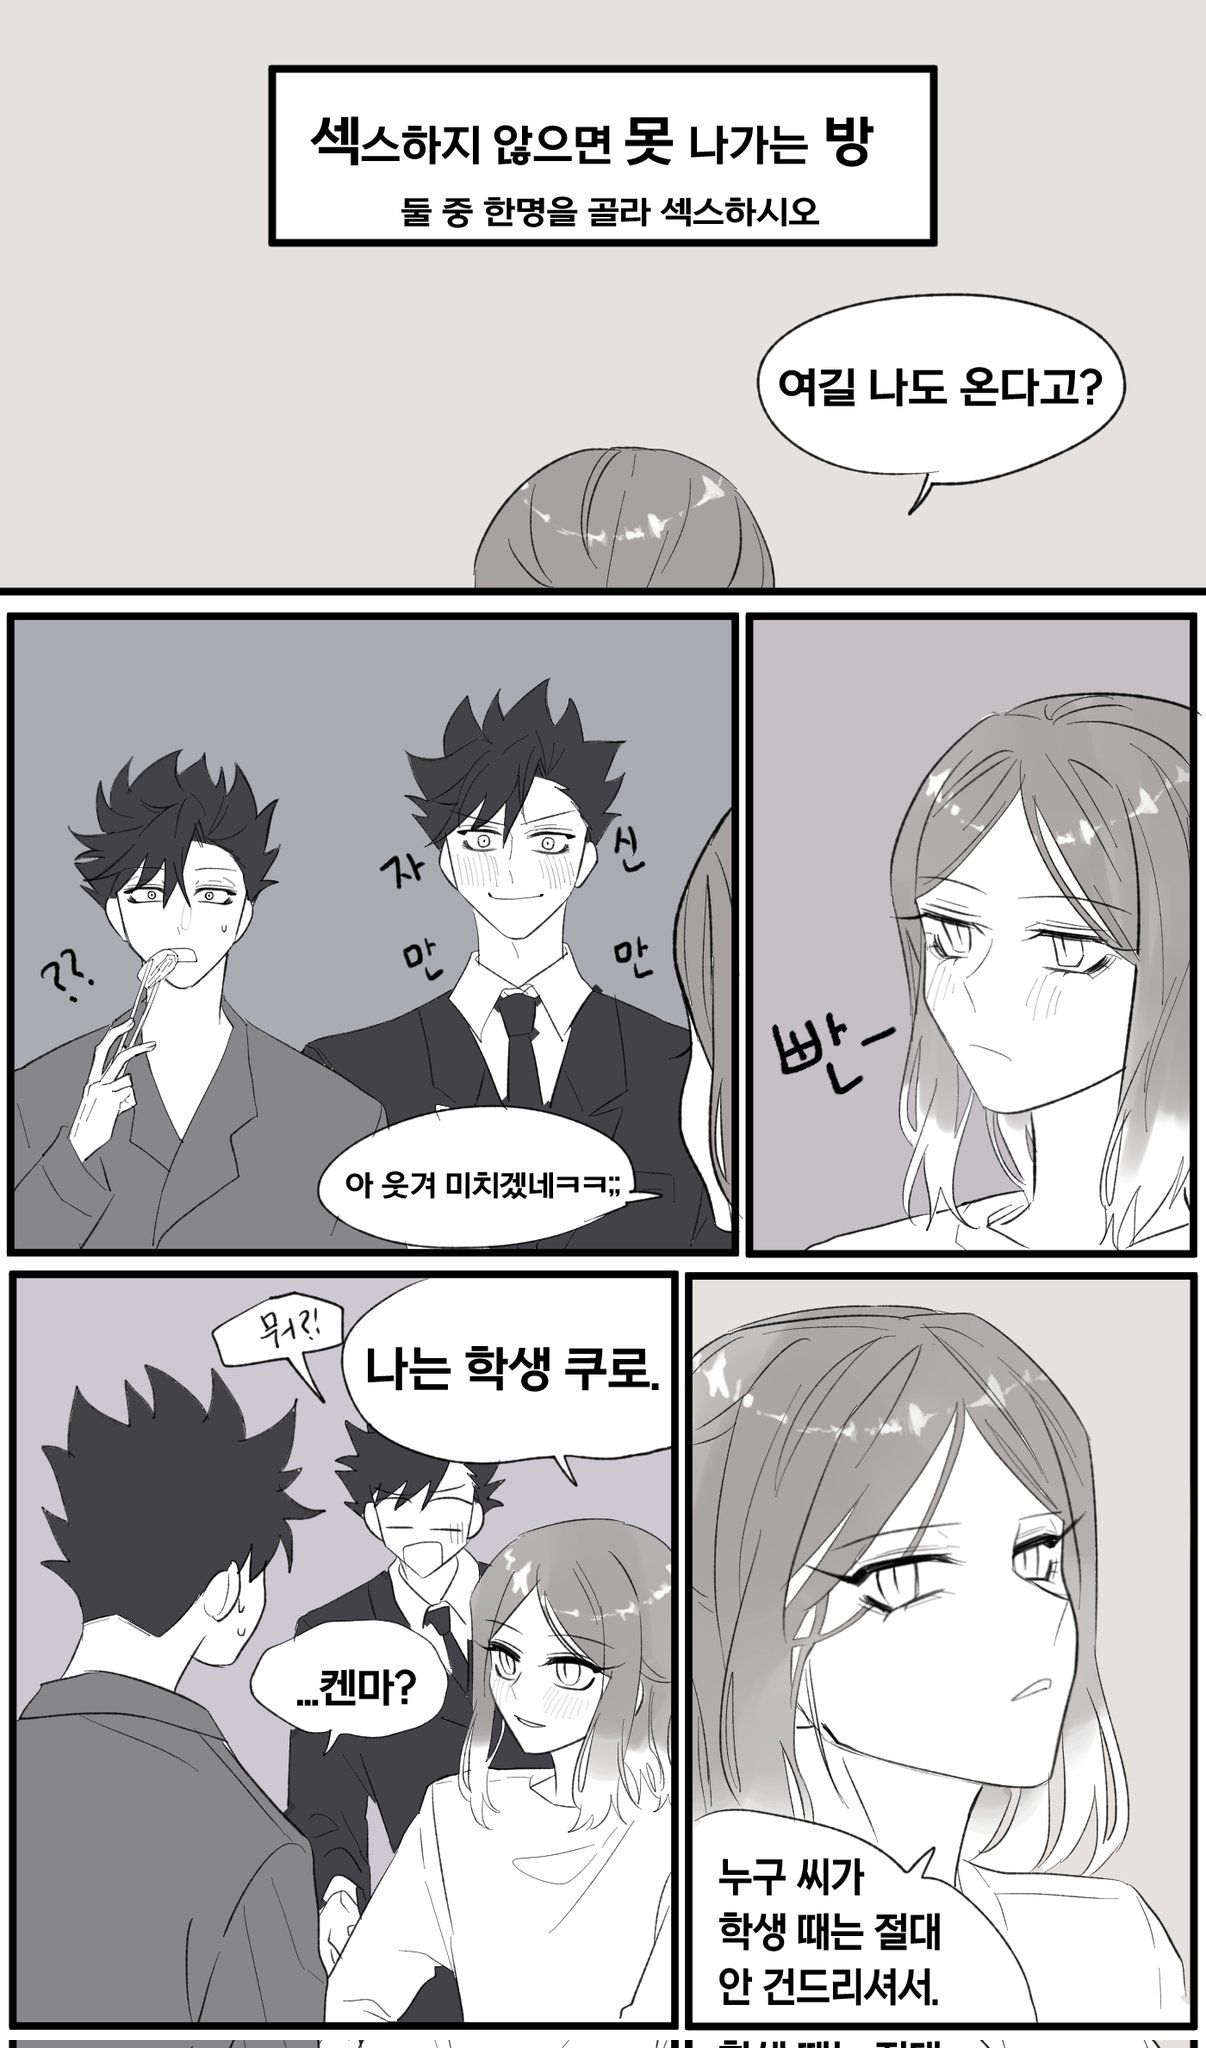 섹스하지 않으면 못 나가는 방
둘 중 한명을 골라 섹스하시오
여길 나도 온다고?
??
자 신
만 만
아 웃겨 미치겠네ㅋㅋ;;
빤-
뭐?!
나는 학생 쿠로.
...켄마?
누구 씨가
학생 때는 절대
안 건드리셔서.